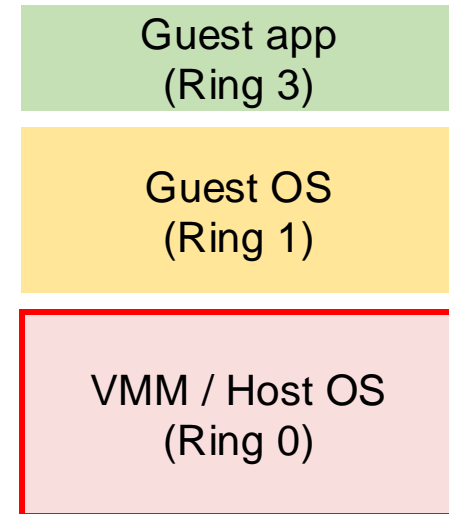 Guest app
(Ring 3)
Guest OS
(Ring 1)
VMM / Host OS
(Ring 0)